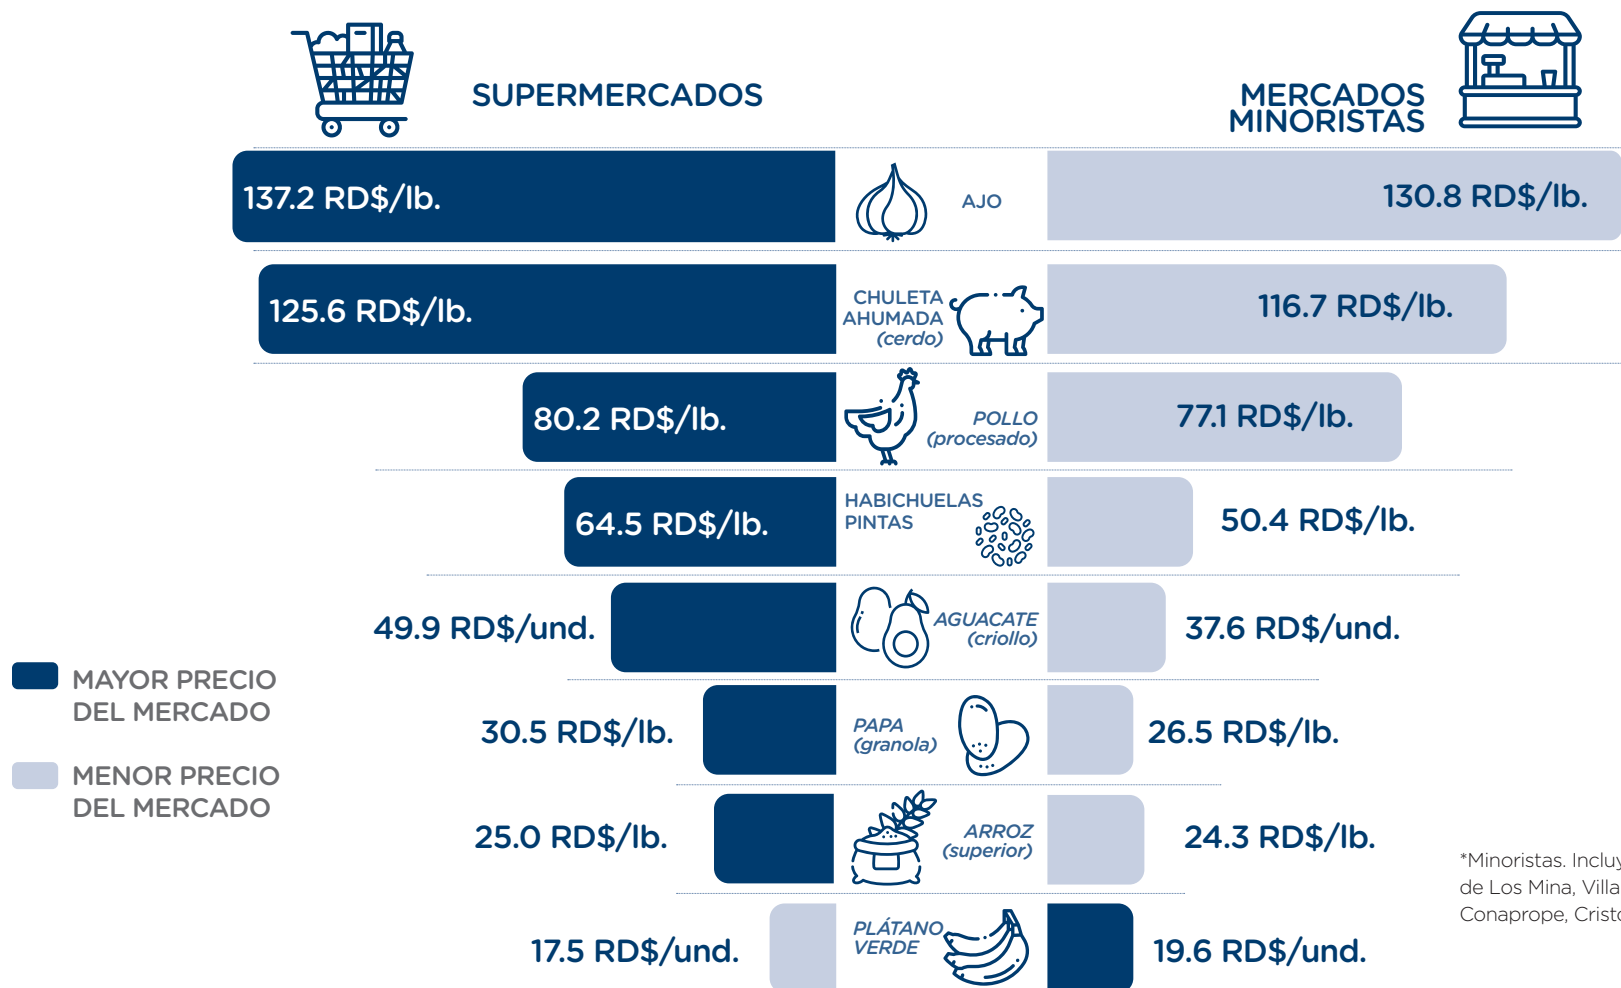 SUPERMERCADOS
MERCADOS
MINORISTAS
137.2 RD$/lb.
AJO
130.8 RD$/lb.
125.6 RD$/lb.
CHULETA
AHUMADA
(cerdo)
116.7 RD$/lb.
80.2 RD$/lb.
POLLO
(procesado)
77.1 RD$/lb.
64.5 RD$/lb.
HABICHUELAS
PINTAS
50.4 RD$/lb.
49.9 RD$/und.
AGUACATE
(criollo)
37.6 RD$/und.
MAYOR PRECIO
DEL MERCADO
30.5 RD$/lb.
PAPA
(granola)
26.5 RD$/lb.
MENOR PRECIO
DEL MERCADO
25.0 RD$/lb.
ARROZ
(superior)
24.3 RD$/lb.
*Minoristas. Incluy
de Los Mina, Villa
Conaprope, Cristo
17.5 RD$/und.
PLÁTANO
VERDE
19.6 RD$/und.